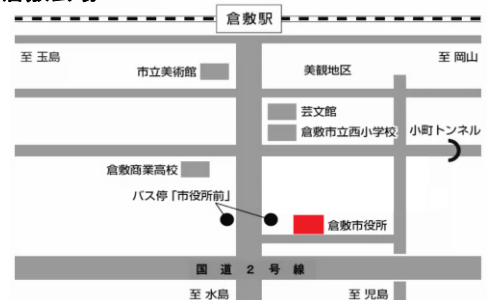 倉敷駅
至 玉島
至 岡山
市立美術館
美観地区
芸文館
倉敷市立西小学校
小町トンネル
倉敷商業高校
バス停「市役所前」
倉敷市役所
国道2号線
至 水島
至 児島